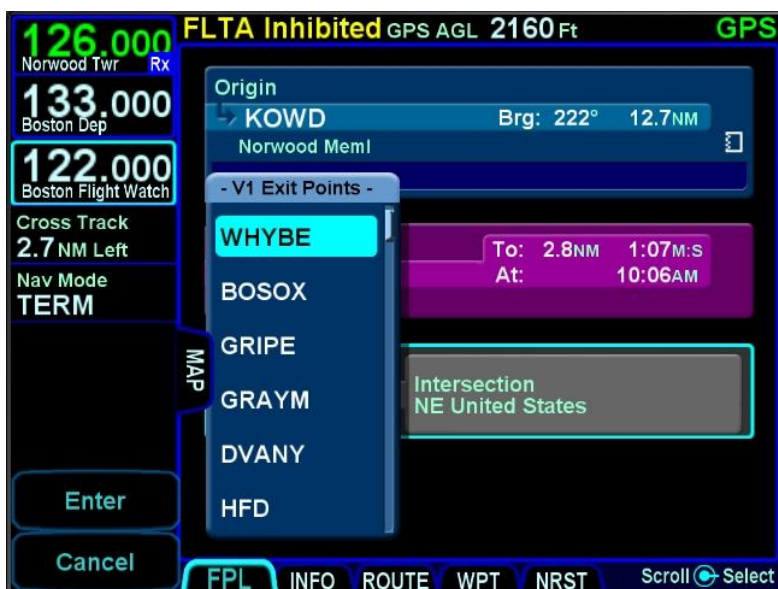 126.000
Norwood Twr Rx
133.000
Boston Dep
122.000
Boston Flight Watch
Cross Track
2.7 NM Left
Nav Mode
TERM
Enter
Cancel
FLTA Inhibited GPS AGL 2160 Ft GPS
Origin
KOWD Brg: 222° 12.7NM
Norwood Meml
- V1 Exit Points -
WHYBE
BOSOX
GRIPE
GRAYM
DVANY
HFD
To: 2.8NM 1:07M:S
At: 10:06AM
MAP
Intersection
NE United States
FPL INFO ROUTE WPT NRST Scroll Select